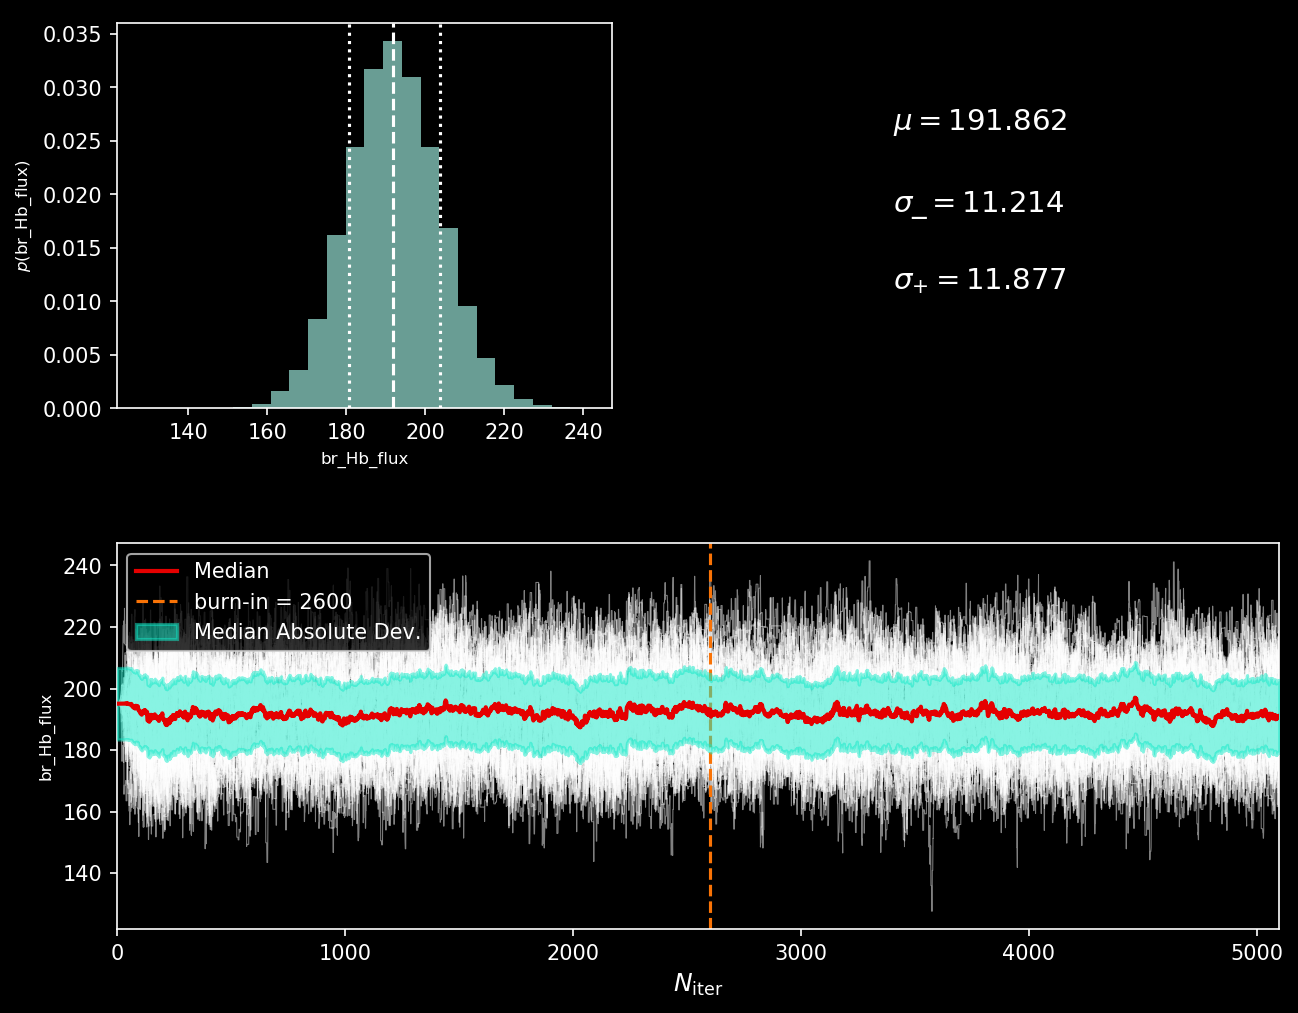 0.035
0.030
0.025
0.020
0.015
0.010
0.005
0.000
p(br_Hb_flux)
140 160 180 200 220 240
br_Hb_flux
μ = 191.862
σ_ = 11.214
σ+ = 11.877
240
220
200
180
160
140
br_Hb_flux
Median
burn-in = 2600
Median Absolute Dev.
0 1000 2000 3000 4000 5000
Niter